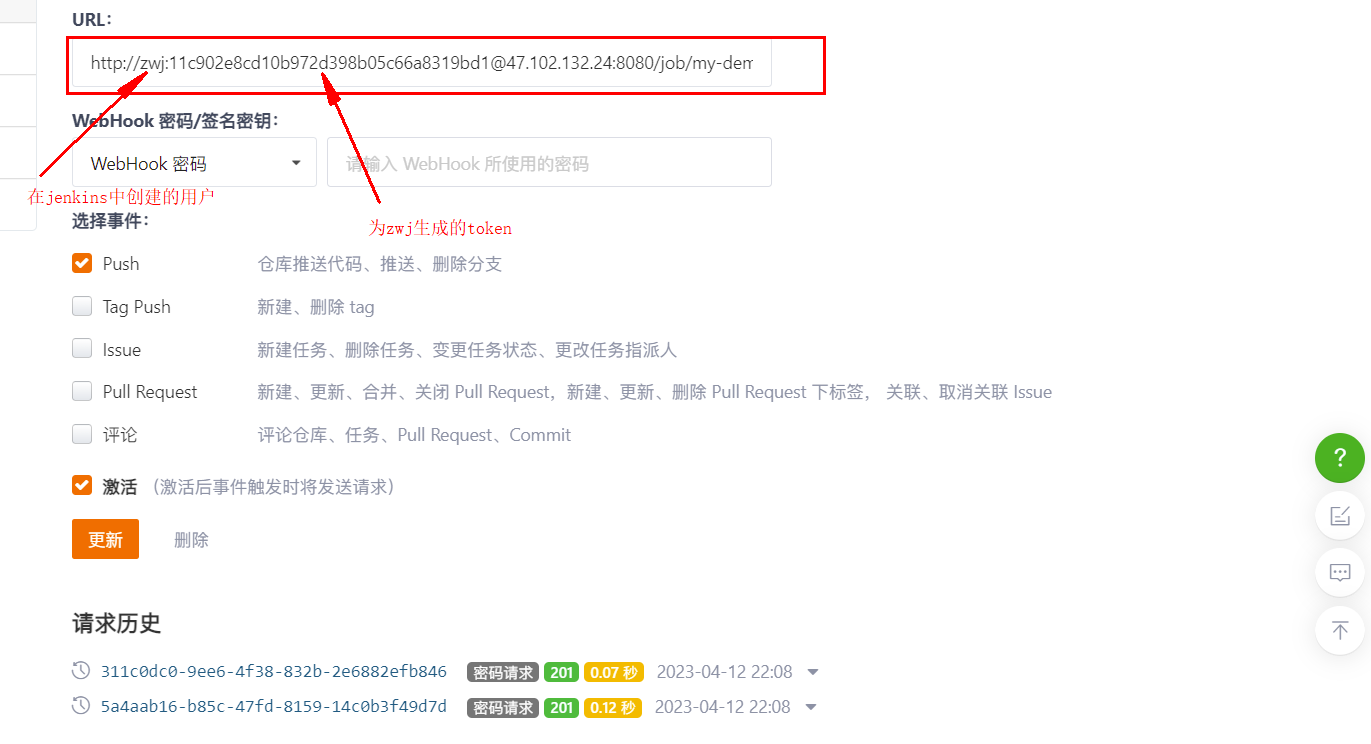 URL：
http://zwj:11c902e8cd10b972d398b05c66a8319bd1@47.102.132.24:8080/job/my-dem
WebHook 密码/签名密钥：
WebHook 密码 请输入 WebHook 所使用的密码
在jenkins中创建的用户
选择事件：
为zwj生成的token
Push 仓库推送代码、推送、删除分支
Tag Push 新建、删除 tag
Issue 新建任务、删除任务、变更任务状态、更改任务指派人
Pull Request 新建、更新、合并、关闭 Pull Request，新建、更新、删除 Pull Request 下标签， 关联、取消关联 Issue
评论 评论仓库、任务、Pull Request、Commit
激活 （激活后事件触发时将发送请求）
更新 删除
请求历史
311c0dc0-9ee6-4f38-832b-2e6882efb846 密码请求 201 0.07 秒 2023-04-12 22:08
5a4aab16-b85c-47fd-8159-14c0b3f49d7d 密码请求 201 0.12 秒 2023-04-12 22:08
?